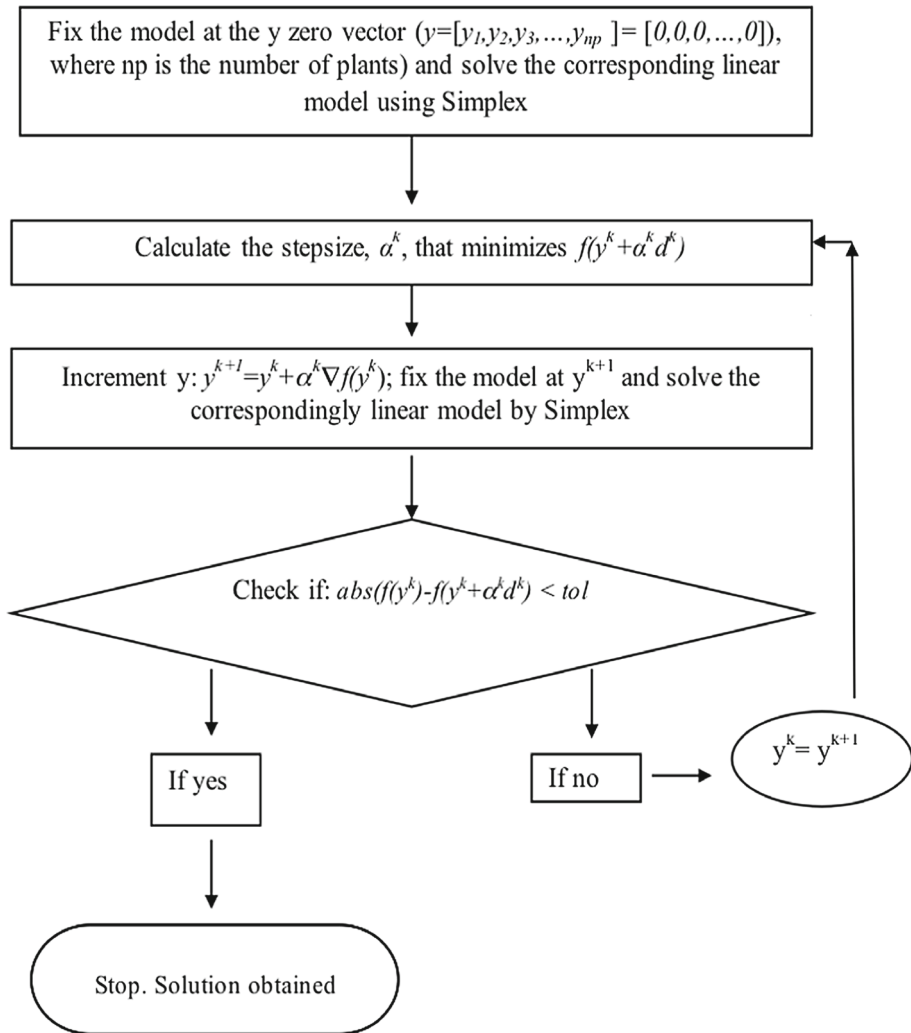 Fix the model at the y zero vector (y=[y₁,y₂,y₃,...,yₙₚ ]= [0,0,0,...,0]),
where np is the number of plants) and solve the corresponding linear
model using Simplex
Calculate the stepsize, αᵏ, that minimizes f(yᵏ+αᵏdᵏ)
Increment y: yᵏ⁺¹=yᵏ+αᵏ∇f(yᵏ); fix the model at yᵏ⁺¹ and solve the
correspondingly linear model by Simplex
Check if: abs(f(yᵏ)-f(yᵏ+αᵏdᵏ) < tol
If yes
If no
yᵏ= yᵏ⁺¹
Stop. Solution obtained